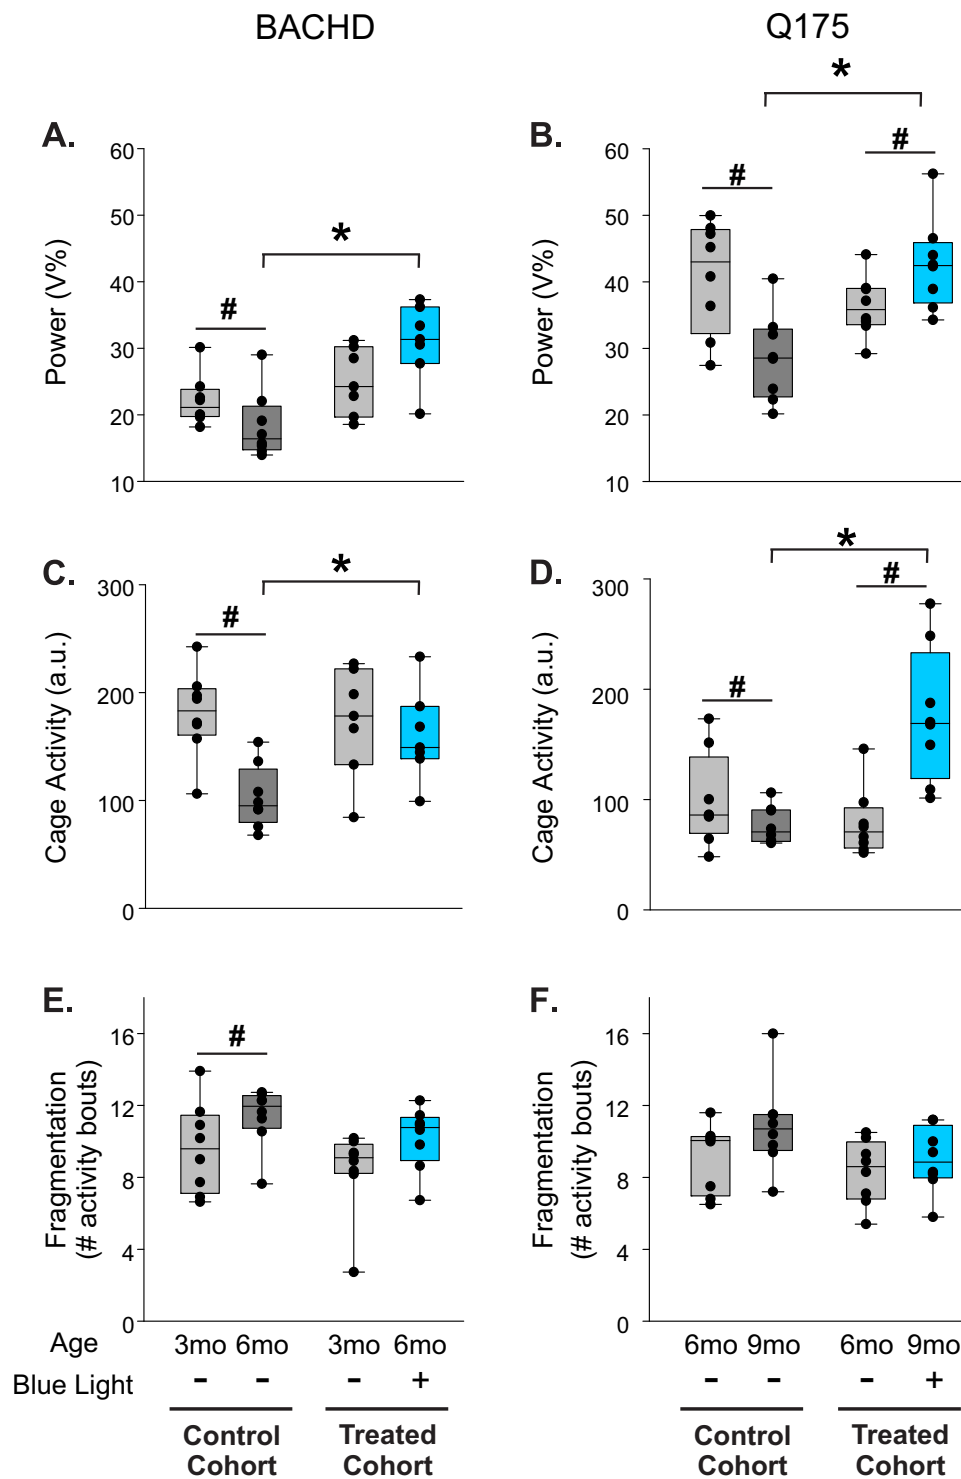 BACHD
Q175
A.
60
50
40
30
20
10
Power (V%)
#
*
B.
60
50
40
30
20
10
Power (V%)
#
*
#
C.
300
200
100
0
Cage Activity (a.u.)
#
*
D.
300
200
100
0
Cage Activity (a.u.)
#
*
#
E.
16
12
8
4
0
Fragmentation
(# activity bouts)
#
F.
16
12
8
4
0
Fragmentation
(# activity bouts)
Age
3mo 6mo 3mo 6mo
6mo 9mo 6mo 9mo
Blue Light
- - - +
- - - +
Control
Cohort
Treated
Cohort
Control
Cohort
Treated
Cohort